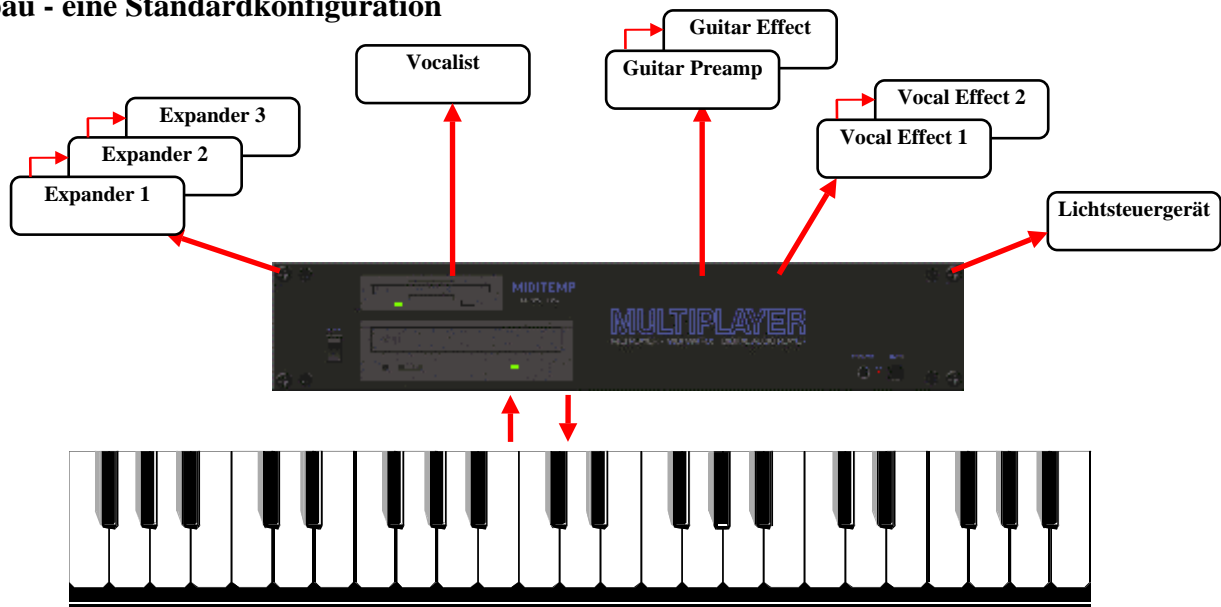 bau - eine Standardkonfiguration
Guitar Effect
Guitar Preamp
Vocalist
Vocal Effect 2
Vocal Effect 1
Expander 3
Expander 2
Expander 1
Lichtsteuergerät
MIDITEMP
MULTIPLAYER